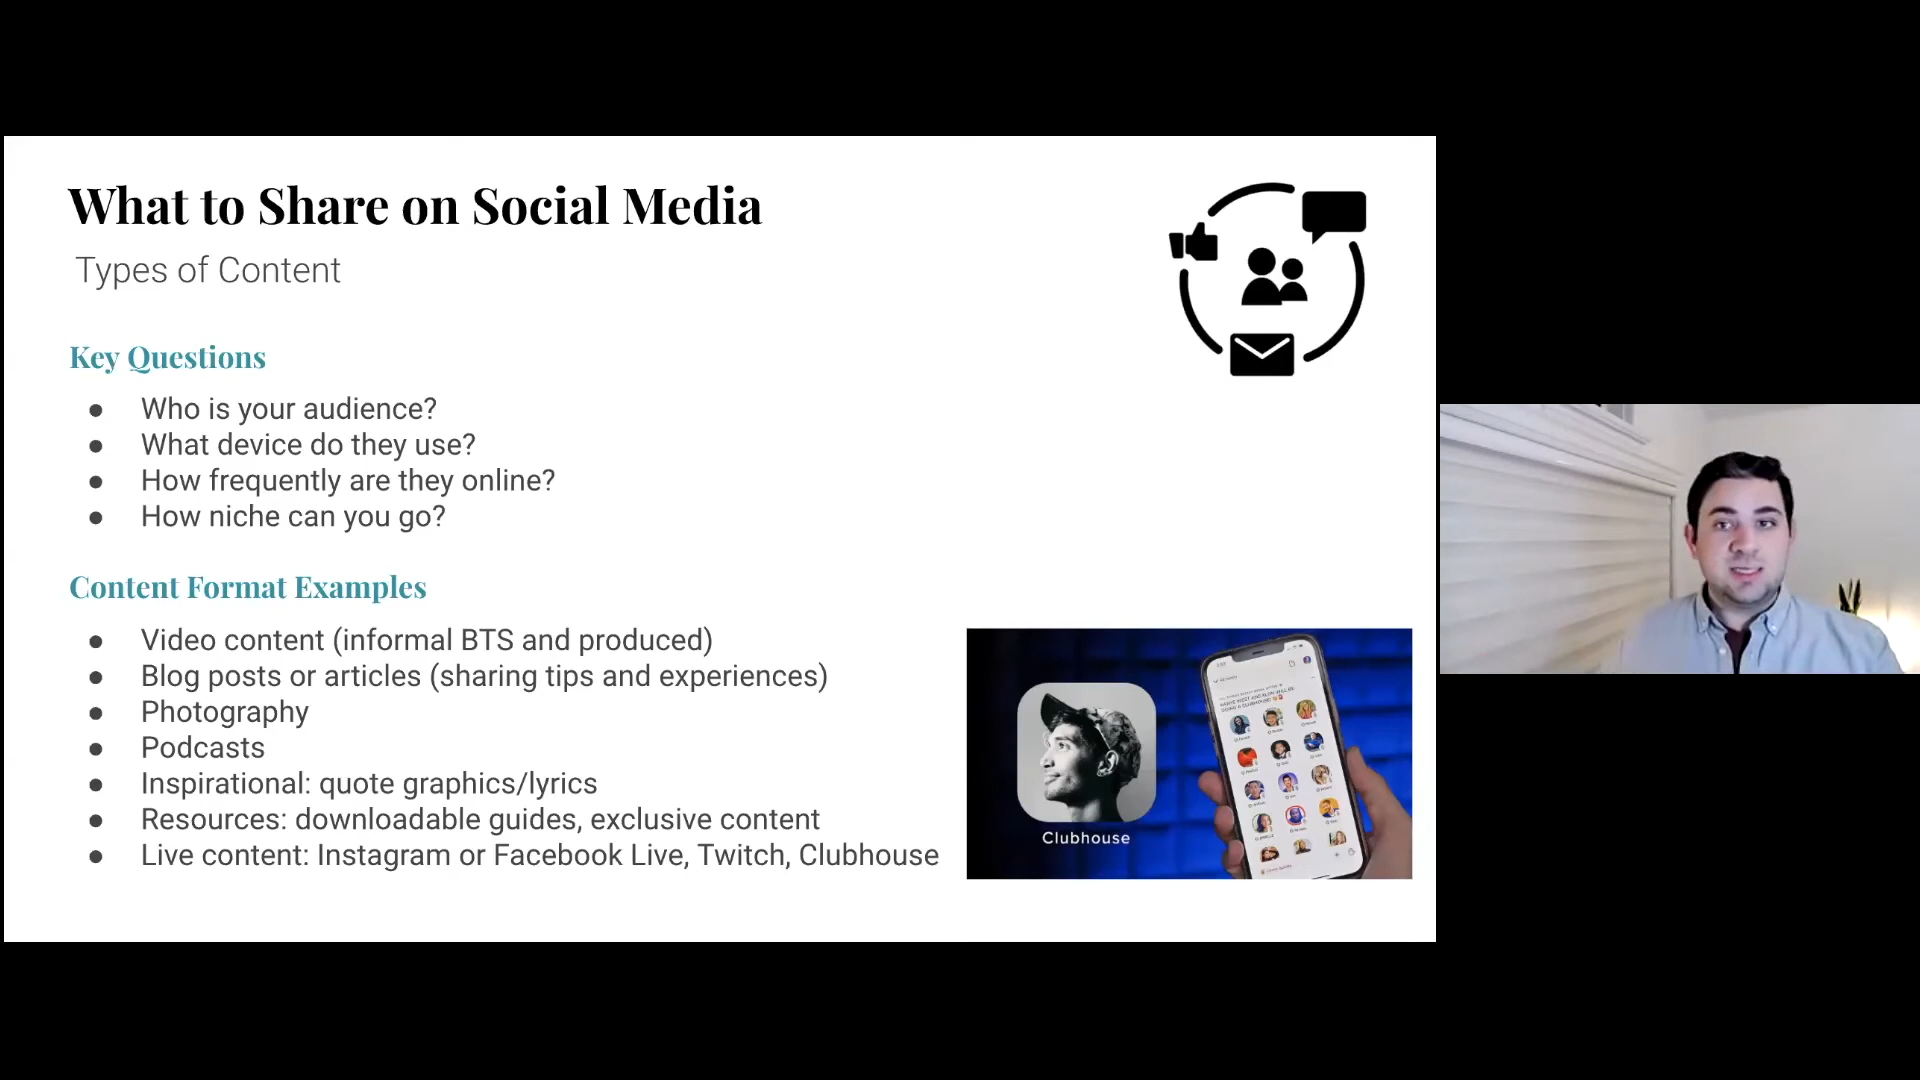 What to Share on Social Media
Types of Content
Key Questions
● Who is your audience?
● What device do they use?
● How frequently are they online?
● How niche can you go?
Content Format Examples
● Video content (informal BTS and produced)
● Blog posts or articles (sharing tips and experiences)
● Photography
● Podcasts
● Inspirational: quote graphics/lyrics
● Resources: downloadable guides, exclusive content
● Live content: Instagram or Facebook Live, Twitch, Clubhouse
Clubhouse